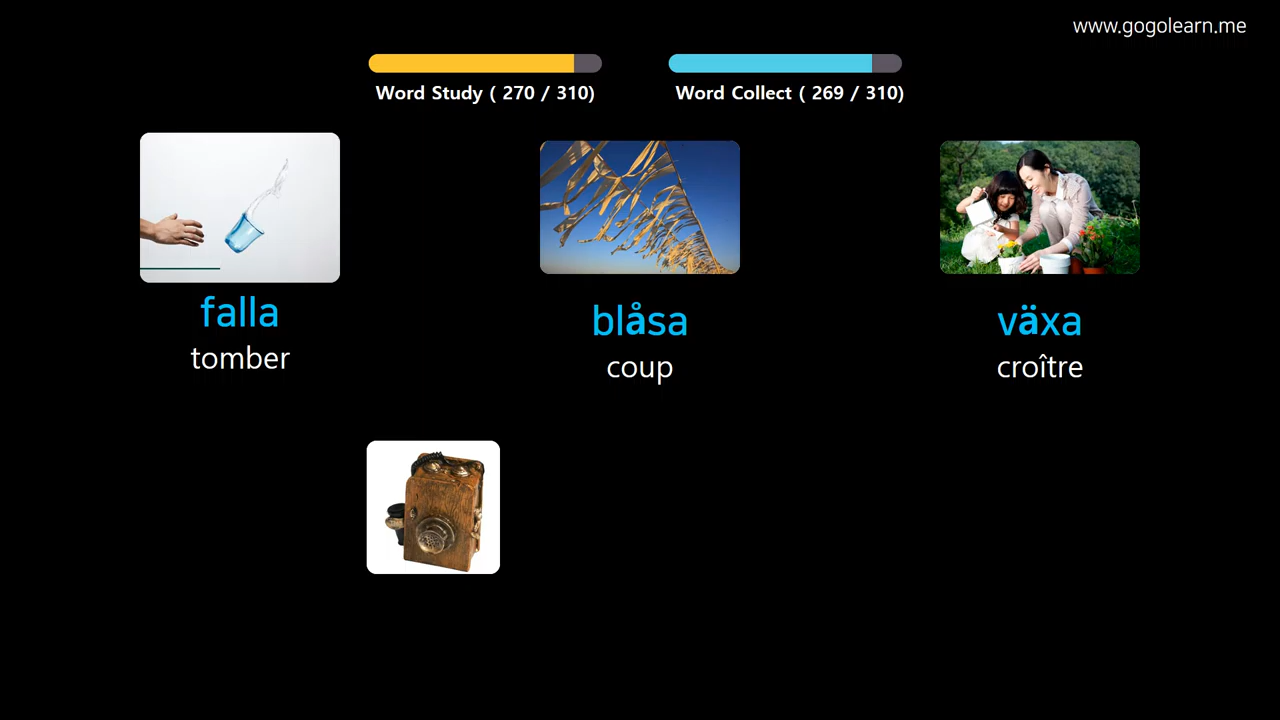 www.gogolearn.me
Word Study ( 270 / 310)
Word Collect ( 269 / 310)
falla
tomber
blåsa
coup
växa
croître